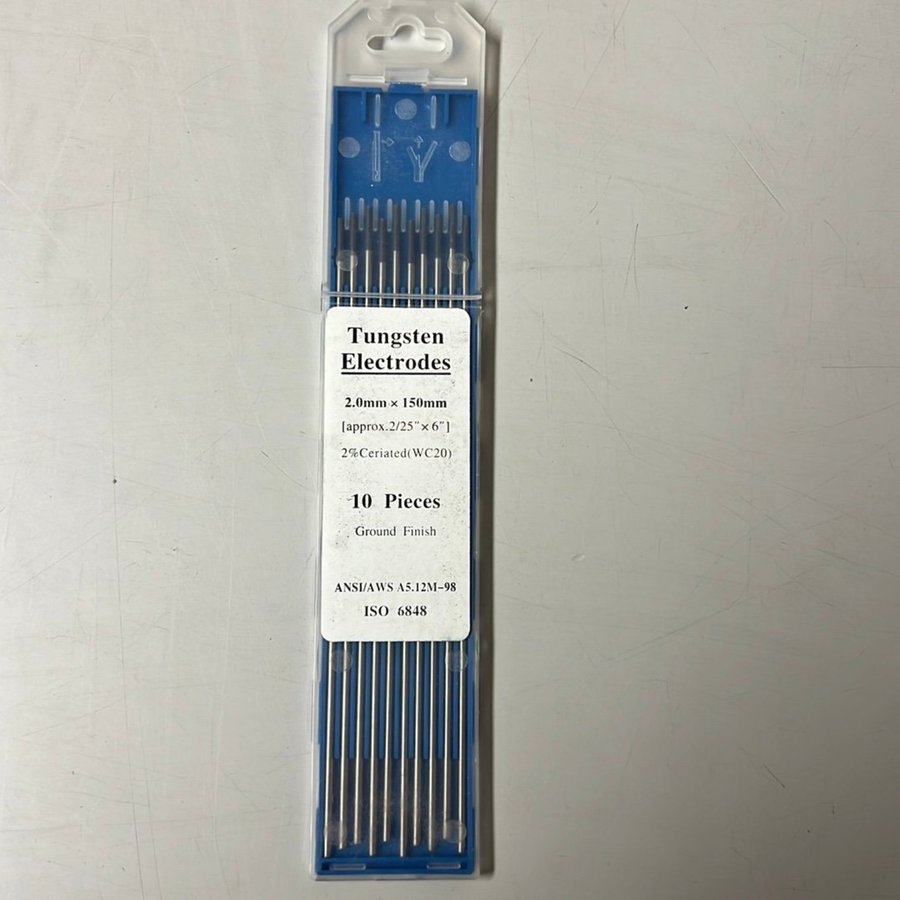 Tungsten
Electrodes
2.0mm × 150mm
[approx.2/25"× 6"]
2%Ceriated(WC20)
10 Pieces
Ground Finish
ANSI/AWS A5.12M-98
ISO 6848